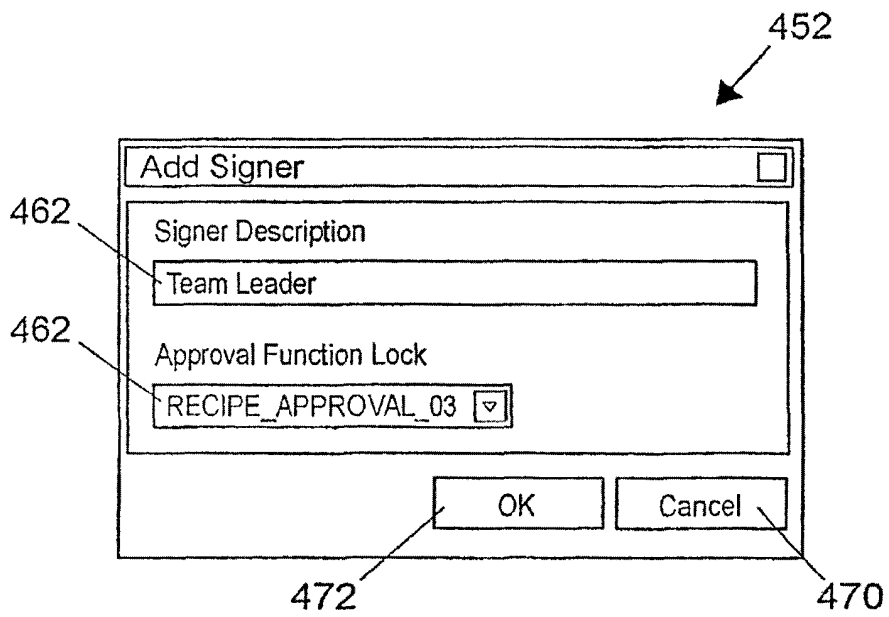 452
Add Signer
462
Signer Description
Team Leader
462
Approval Function Lock
RECIPE_APPROVAL_03
OK
Cancel
472
470